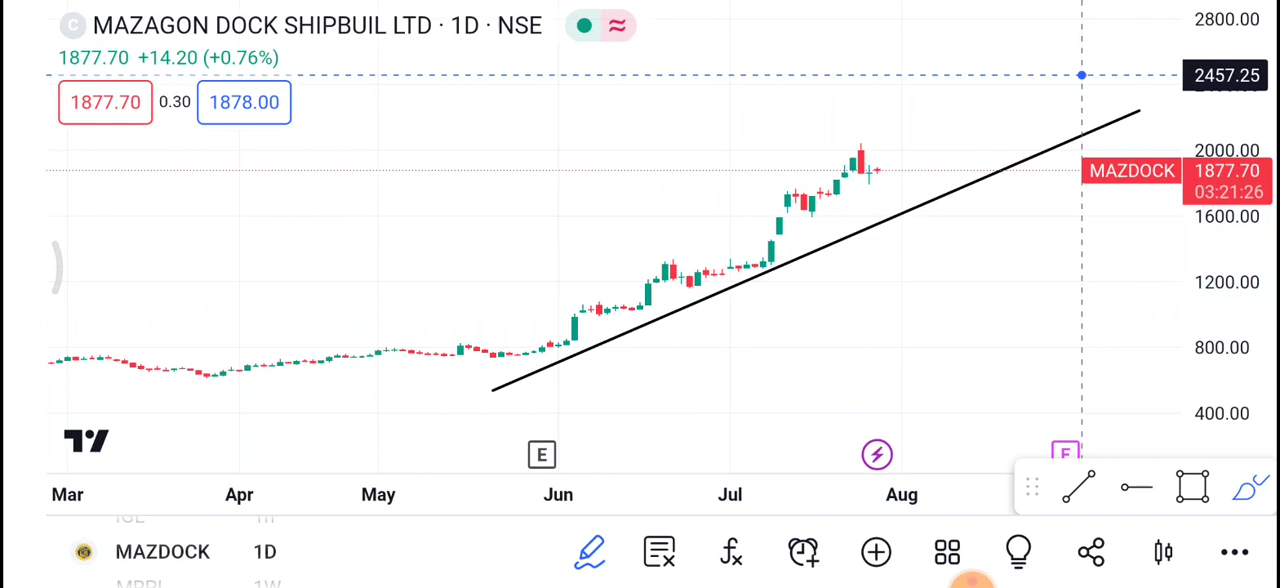 C MAZAGON DOCK SHIPBUIL LTD · 1D · NSE
1877.70 +14.20 (+0.76%)
1877.70 0.30 1878.00
2800.00
2457.25
2000.00
MAZDOCK 1877.70
03:21:26
1600.00
1200.00
800.00
400.00
E
Mar Apr May Jun Jul Aug
MAZDOCK 1D